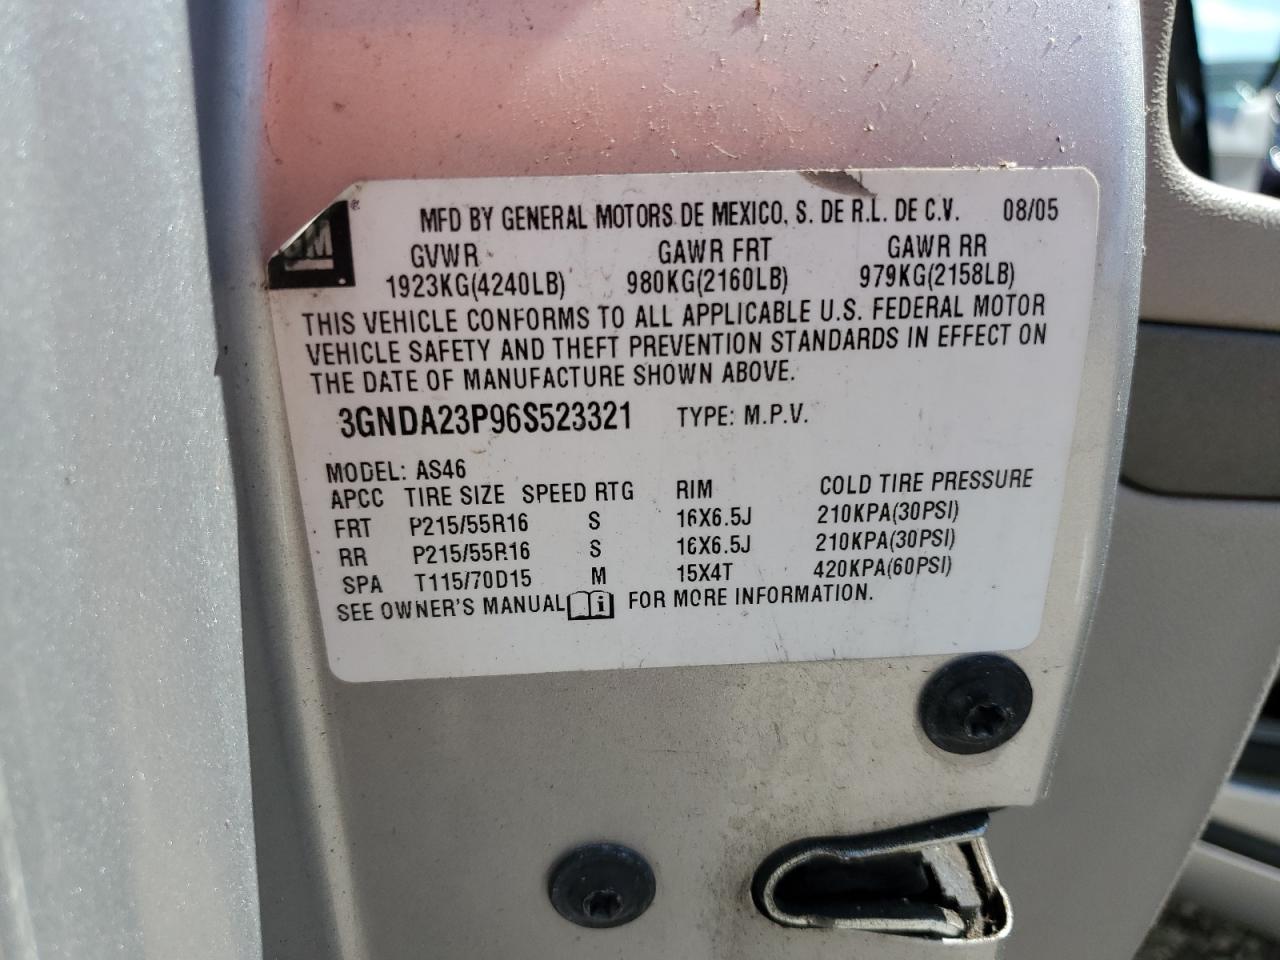 GM ®
MFD BY GENERAL MOTORS DE MEXICO, S. DE R.L. DE C.V. 08/05
GVWR GAWR FRT GAWR RR
1923KG(4240LB) 980KG(2160LB) 979KG(2158LB)
THIS VEHICLE CONFORMS TO ALL APPLICABLE U.S. FEDERAL MOTOR
VEHICLE SAFETY AND THEFT PREVENTION STANDARDS IN EFFECT ON
THE DATE OF MANUFACTURE SHOWN ABOVE.
3GNDA23P96S523321 TYPE: M.P.V.
MODEL: AS46
APCC TIRE SIZE SPEED RTG RIM COLD TIRE PRESSURE
FRT P215/55R16 S 16X6.5J 210KPA(30PSI)
RR P215/55R16 S 16X6.5J 210KPA(30PSI)
SPA T115/70D15 M 15X4T 420KPA(60PSI)
SEE OWNER'S MANUAL i FOR MORE INFORMATION.